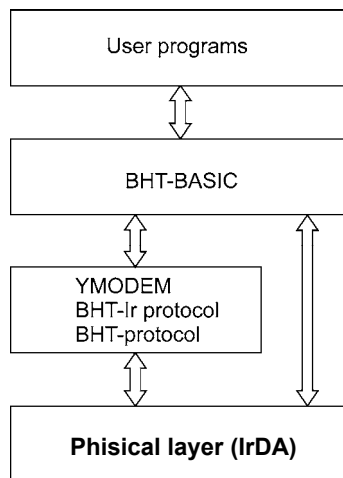 User programs
BHT-BASIC
YMODEM
BHT-Ir protocol
BHT-protocol
Phisical layer (IrDA)